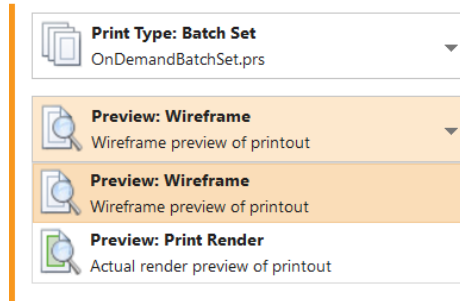 Print Type: Batch Set
OnDemandBatchSet.prs
Preview: Wireframe
Wireframe preview of printout
Preview: Wireframe
Wireframe preview of printout
Preview: Print Render
Actual render preview of printout